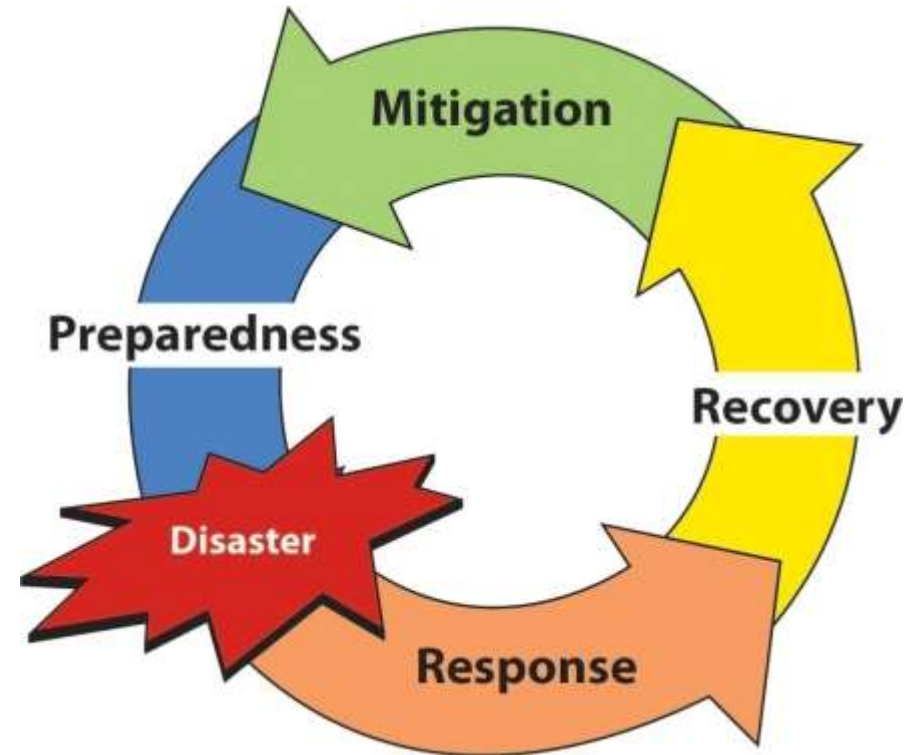 Mitigation
Preparedness
Recovery
Disaster
Response